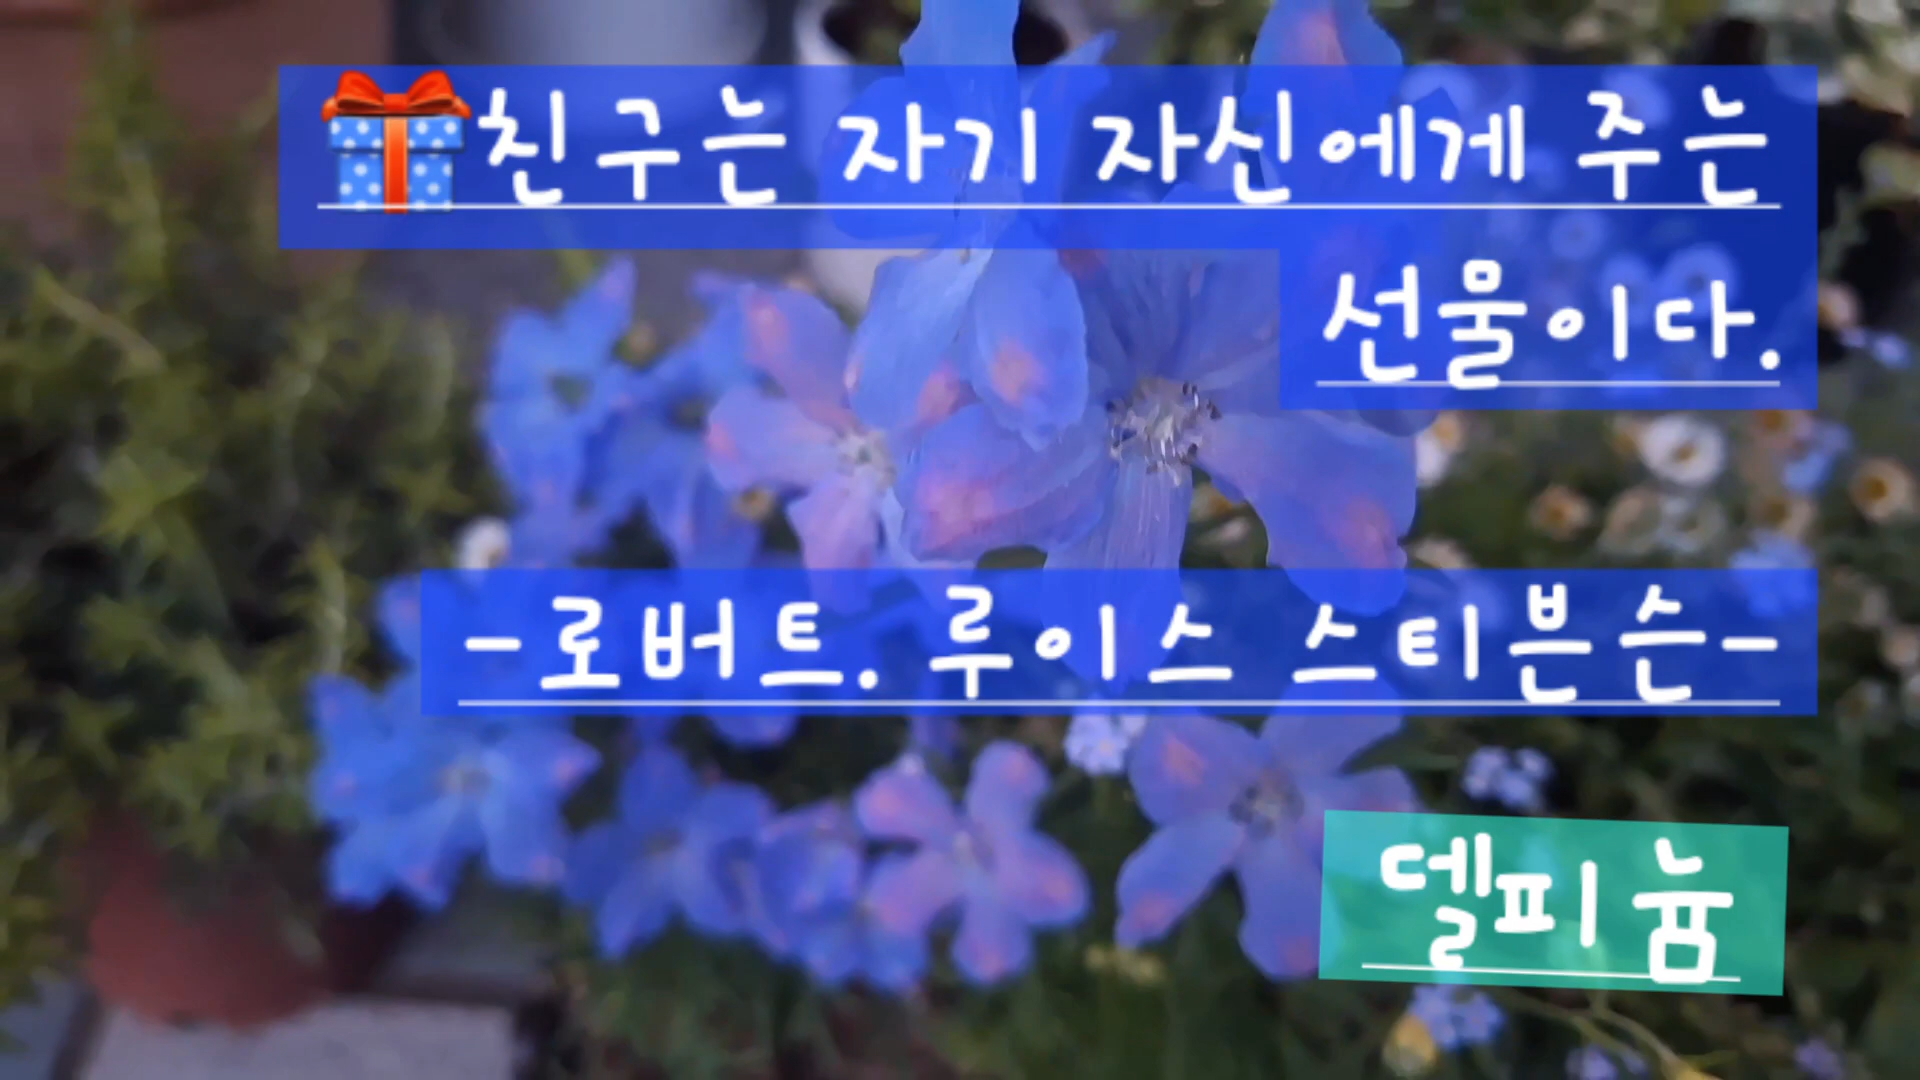 🎁친구는 자기 자신에게 주는
선물이다.
-로버트. 루이스 스티븐슨-
델피늄